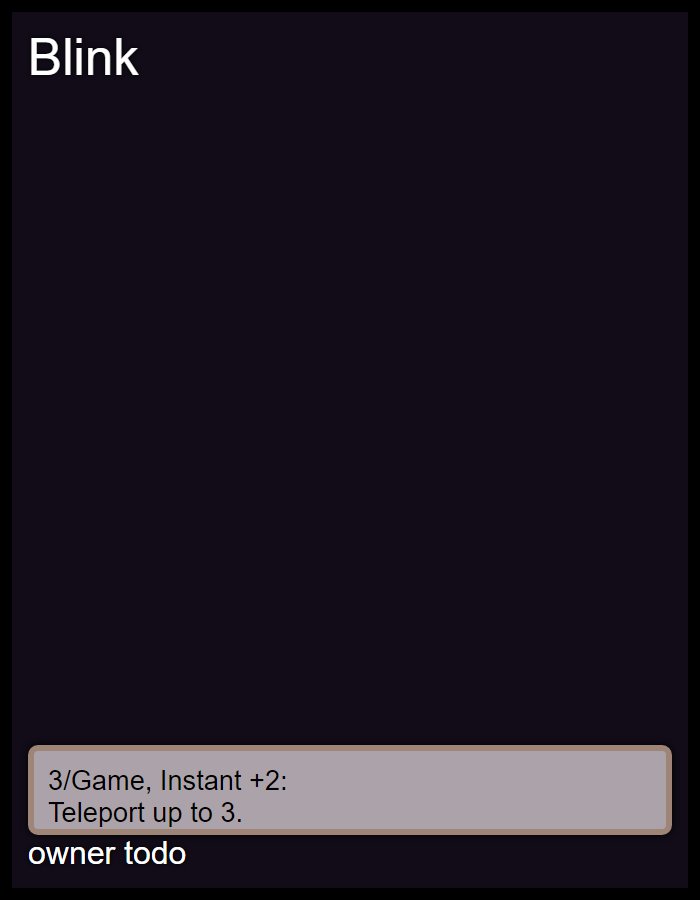 Blink
3/Game, Instant +2:
Teleport up to 3.
owner todo